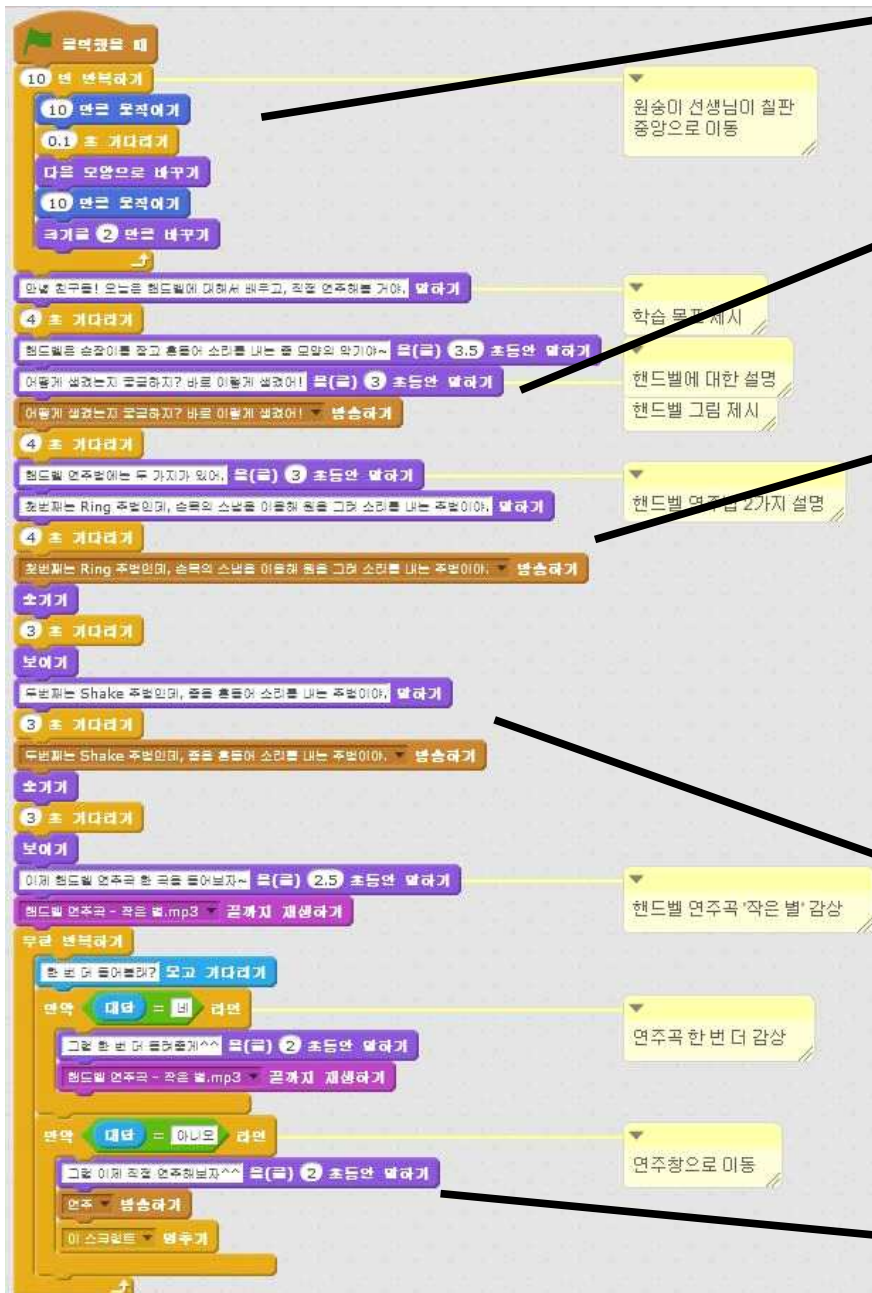 클릭했을 때
10 번 반복하기
원숭이 선생님이 칠판
중앙으로 이동
10 만큼 움직이기
0.1 초 기다리기
다음 모양으로 바꾸기
10 만큼 움직이기
크기를 2 만큼 바꾸기
안녕 친구들! 오늘은 핸드벨에 대해서 배우고, 직접 연주해볼 거야. 말하기
학습 목표 제시
4 초 기다리기
핸드벨은 손잡이를 잡고 흔들어 소리를 내는 종 모양의 악기야~ 을(를) 3.5 초동안 말하기
어떻게 생겼는지 궁금하지? 바로 이렇게 생겼어! 을(를) 3 초동안 말하기
핸드벨에 대한 설명
어떻게 생겼는지 궁금하지? 바로 이렇게 생겼어! 방송하기
핸드벨 그림 제시
4 초 기다리기
핸드벨 연주법에는 두 가지가 있어. 을(를) 3 초동안 말하기
첫번째는 Ring 주법인데, 손목의 스냅을 이용해 원을 그려 소리를 내는 주법이야. 말하기
핸드벨 연주법 2가지 설명
4 초 기다리기
첫번째는 Ring 주법인데, 손목의 스냅을 이용해 원을 그려 소리를 내는 주법이야. 방송하기
숨기기
3 초 기다리기
보이기
두번째는 Shake 주법인데, 종을 흔들어 소리를 내는 주법이야. 말하기
3 초 기다리기
두번째는 Shake 주법인데, 종을 흔들어 소리를 내는 주법이야. 방송하기
숨기기
3 초 기다리기
보이기
이제 핸드벨 연주곡 한 곡을 들어보자~ 을(를) 2.5 초동안 말하기
핸드벨 연주곡 - 작은 별.mp3 끝까지 재생하기
핸드벨 연주곡 '작은 별' 감상
무한 반복하기
한 번 더 들어볼래? 묻고 기다리기
만약 대답 = 네 라면
연주곡 한 번 더 감상
그럼 한 번 더 들려줄게^^ 을(를) 2 초동안 말하기
핸드벨 연주곡 - 작은 별.mp3 끝까지 재생하기
만약 대답 = 아니오 라면
연주창으로 이동
그럼 이제 직접 연주해보자^^ 을(를) 2 초동안 말하기
연주 방송하기
이 스크립트 멈추기